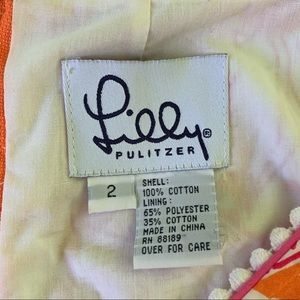 Lilly®
PULITZER
2
SHELL:
100% COTTON
LINING:
65% POLYESTER
35% COTTON
MADE IN CHINA
RN 88189
OVER FOR CARE